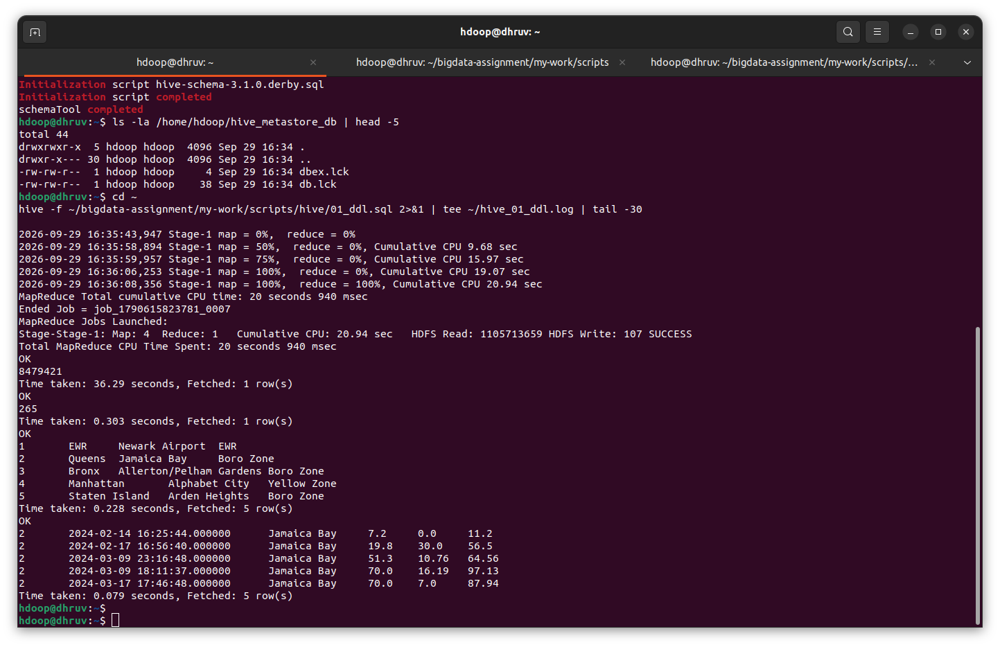 hdoop@dhruv: ~
hdoop@dhruv: ~
hdoop@dhruv: ~/bigdata-assignment/my-work/scripts
hdoop@dhruv: ~/bigdata-assignment/my-work/scripts/...
Initialization script hive-schema-3.1.0.derby.sql
Initialization script completed
schemaTool completed
hdoop@dhruv:~$ ls -la /home/hdoop/hive_metastore_db | head -5
total 44
drwxrwxr-x  5 hdoop hdoop  4096 Sep 29 16:34 .
drwxr-x--- 30 hdoop hdoop  4096 Sep 29 16:34 ..
-rw-rw-r--  1 hdoop hdoop     4 Sep 29 16:34 dbex.lck
-rw-rw-r--  1 hdoop hdoop    38 Sep 29 16:34 db.lck
hdoop@dhruv:~$ cd ~
hive -f ~/bigdata-assignment/my-work/scripts/hive/01_ddl.sql 2>&1 | tee ~/hive_01_ddl.log | tail -30
2026-09-29 16:35:43,947 Stage-1 map = 0%,  reduce = 0%
2026-09-29 16:35:58,894 Stage-1 map = 50%,  reduce = 0%, Cumulative CPU 9.68 sec
2026-09-29 16:35:59,957 Stage-1 map = 75%,  reduce = 0%, Cumulative CPU 15.97 sec
2026-09-29 16:36:06,253 Stage-1 map = 100%,  reduce = 0%, Cumulative CPU 19.07 sec
2026-09-29 16:36:08,356 Stage-1 map = 100%,  reduce = 100%, Cumulative CPU 20.94 sec
MapReduce Total cumulative CPU time: 20 seconds 940 msec
Ended Job = job_1790615823781_0007
MapReduce Jobs Launched:
Stage-Stage-1: Map: 4  Reduce: 1   Cumulative CPU: 20.94 sec   HDFS Read: 1105713659 HDFS Write: 107 SUCCESS
Total MapReduce CPU Time Spent: 20 seconds 940 msec
OK
8479421
Time taken: 36.29 seconds, Fetched: 1 row(s)
OK
265
Time taken: 0.303 seconds, Fetched: 1 row(s)
OK
1       EWR     Newark Airport  EWR
2       Queens  Jamaica Bay     Boro Zone
3       Bronx   Allerton/Pelham Gardens Boro Zone
4       Manhattan       Alphabet City   Yellow Zone
5       Staten Island   Arden Heights   Boro Zone
Time taken: 0.228 seconds, Fetched: 5 row(s)
OK
2       2024-02-14 16:25:44.000000      Jamaica Bay     7.2     0.0     11.2
2       2024-02-17 16:56:40.000000      Jamaica Bay     19.8    30.0    56.5
2       2024-03-09 23:16:48.000000      Jamaica Bay     51.3    10.76   64.56
2       2024-03-09 18:11:37.000000      Jamaica Bay     70.0    16.19   97.13
2       2024-03-17 17:46:48.000000      Jamaica Bay     70.0    7.0     87.94
Time taken: 0.079 seconds, Fetched: 5 row(s)
hdoop@dhruv:~$
hdoop@dhruv:~$